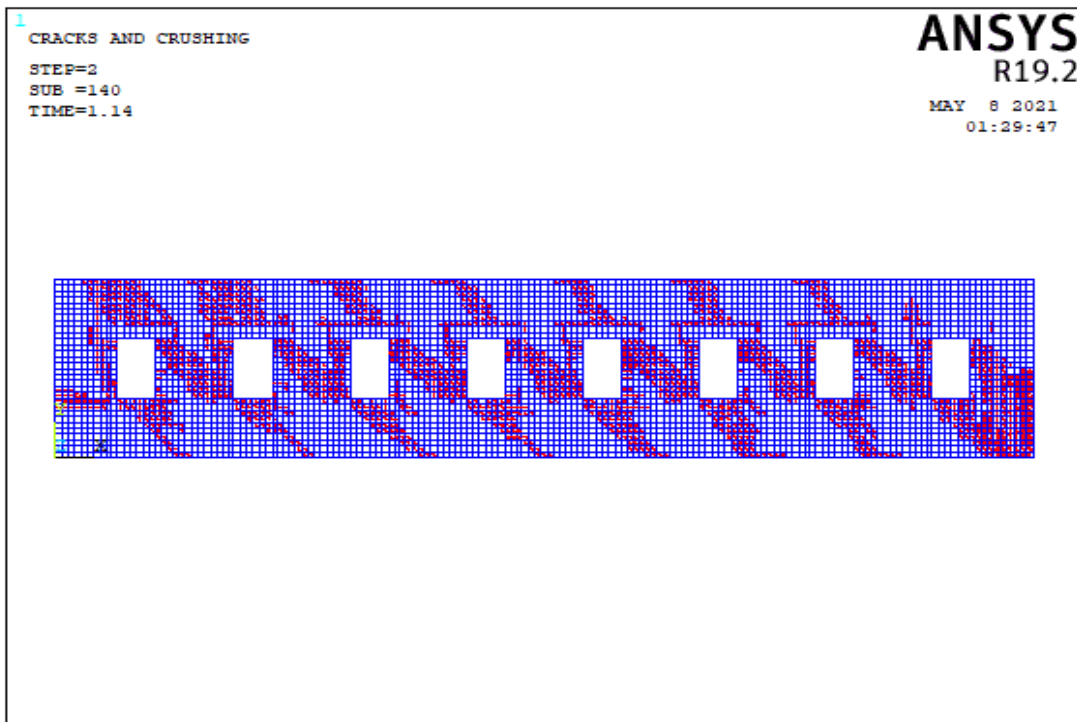 1
CRACKS AND CRUSHING
STEP=2
SUB =140
TIME=1.14
ANSYS
R19.2
MAY  8 2021
01:29:47
X